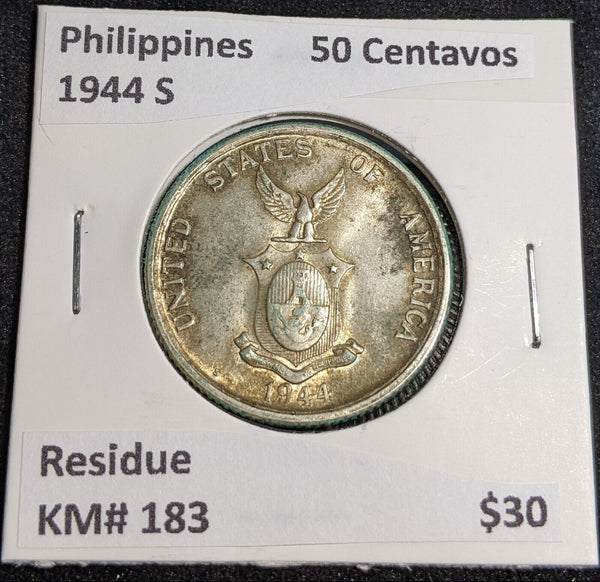 Philippines 50 Centavos
1944 S
UNITED STATES OF AMERICA
1944
Residue
KM# 183 $30